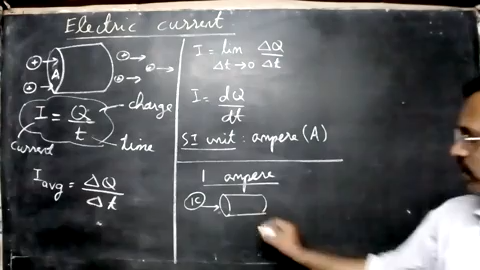 Electric current
+
+
+
+
-
A
I = Q/t
charge
time
current
I avg = ΔQ/Δt
I = lim Δt→0 ΔQ/Δt
I = dQ/dt
SI unit : ampere (A)
1 ampere
1C